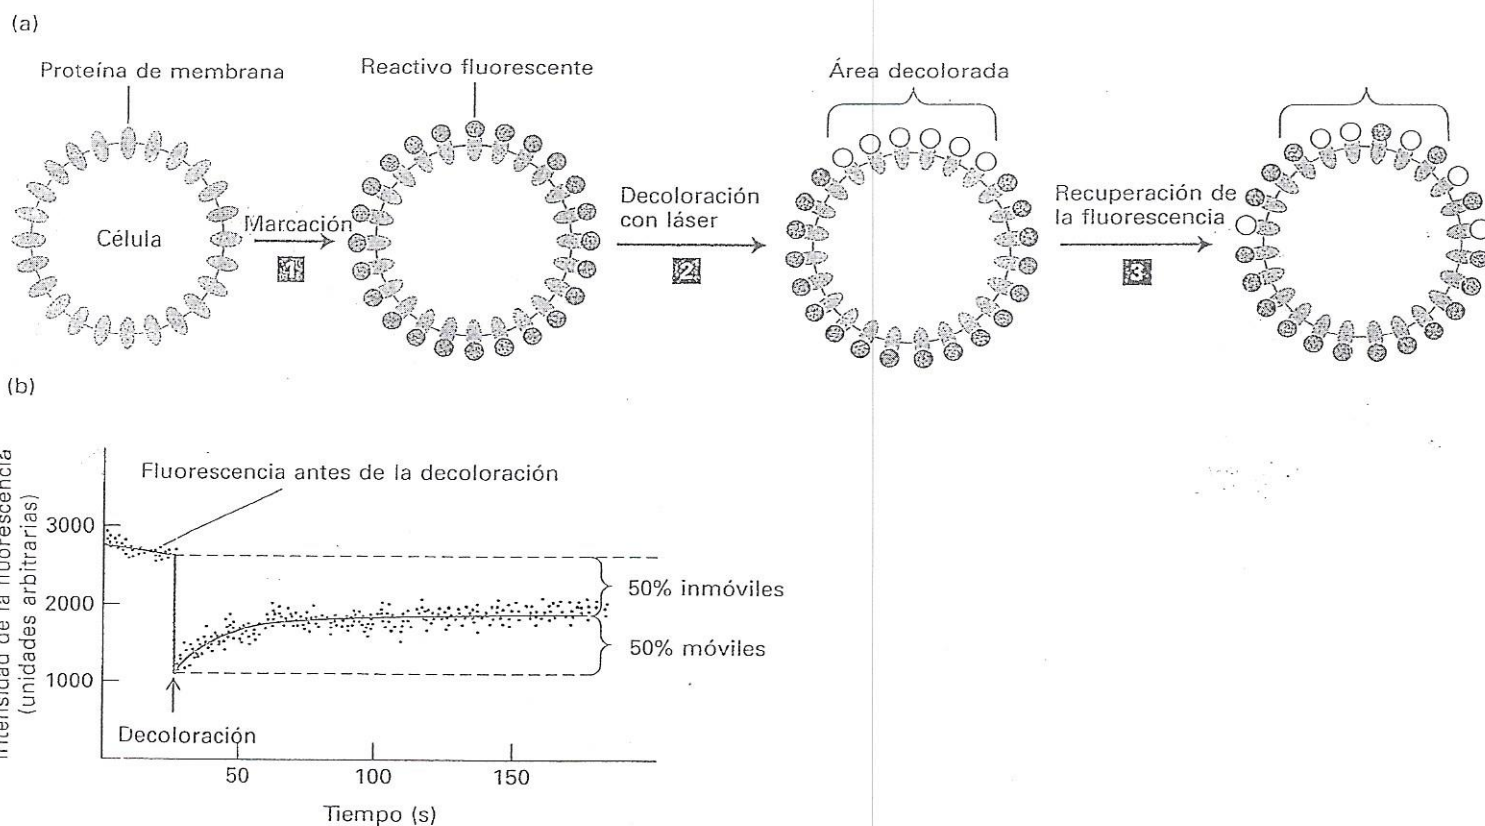 (a)
Proteína de membrana
Reactivo fluorescente
Área decolorada
Célula
Marcación
1
Decoloración
con láser
2
Recuperación de
la fluorescencia
3
(b)
Intensidad de la fluorescencia
(unidades arbitrarias)
Fluorescencia antes de la decoloración
3000
2000
1000
50% inmóviles
50% móviles
Decoloración
50
100
150
Tiempo (s)